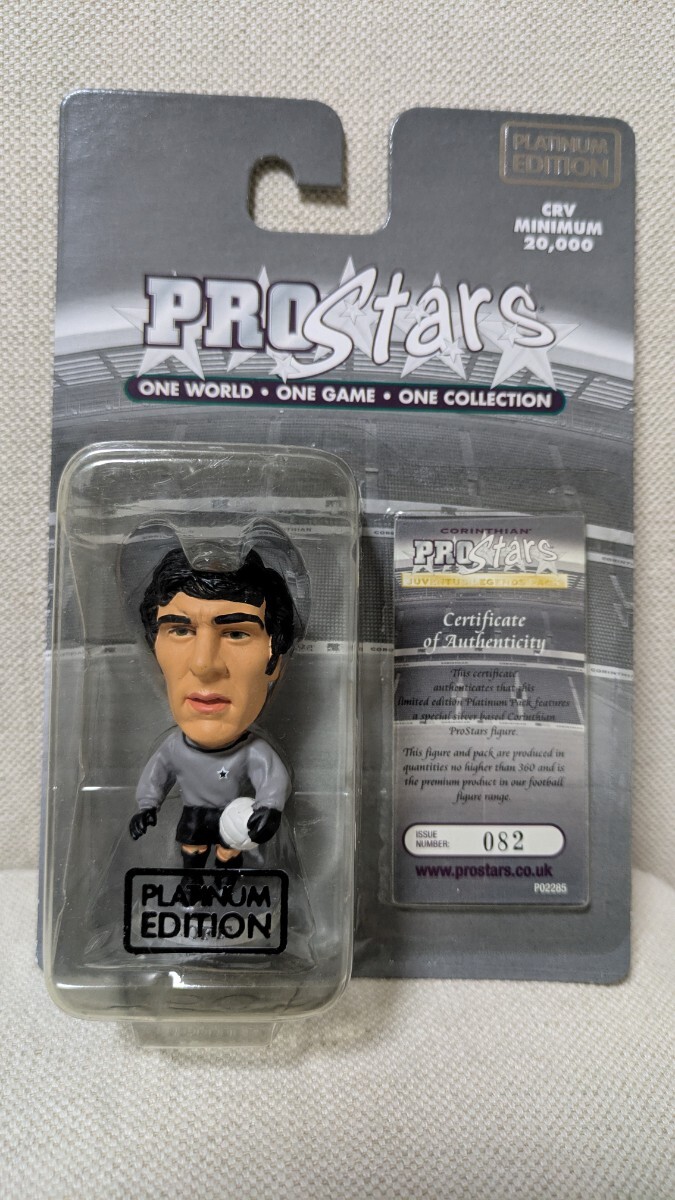 PLATINUM
EDITION
CRV
MINIMUM
20,000
PROStars
ONE WORLD • ONE GAME • ONE COLLECTION
CORINTHIAN
PROStars
JUVENTUS LEGENDS PACK
Certificate
of Authenticity
This certificate
authenticates that this
limited edition Platinum Pack features
a special silver based Corinthian
ProStars figure.
This figure and pack are produced in
quantities no higher than 360 and is
the premium product in our football
figure range.
ISSUE
NUMBER: 082
www.prostars.co.uk
P02285
PLATINUM
EDITION